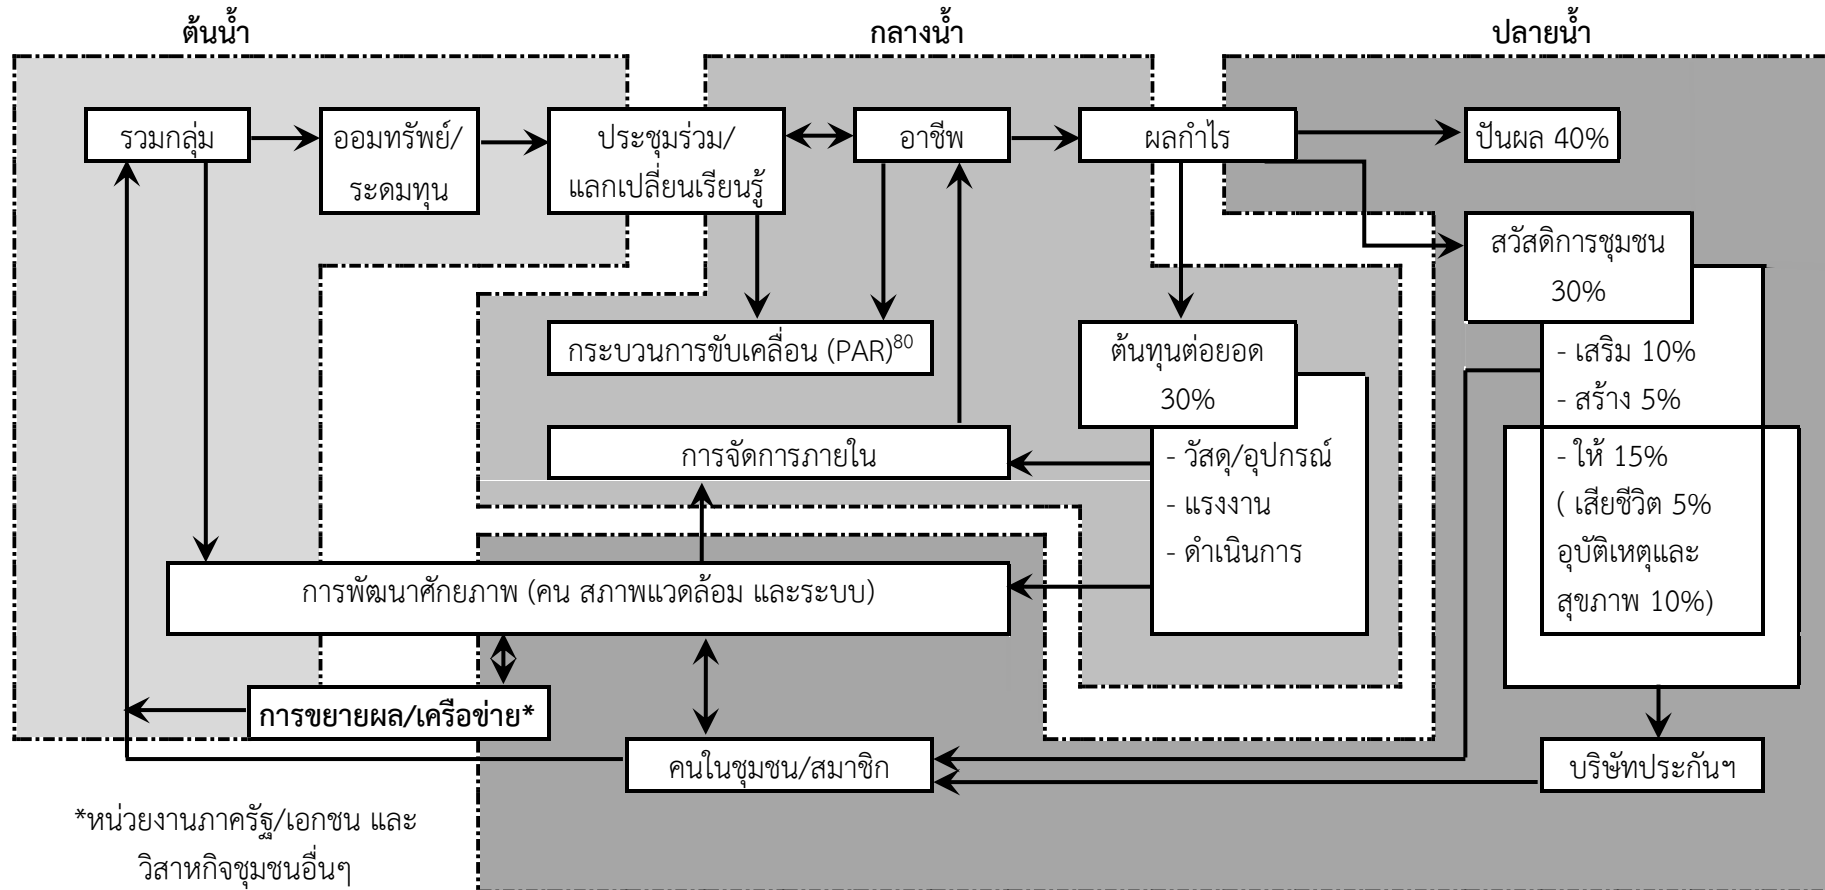 ต้นน้ำ
กลางน้ำ
ปลายน้ำ
รวมกลุ่ม
ออมทรัพย์/
ระดมทุน
ประชุมร่วม/
แลกเปลี่ยนเรียนรู้
อาชีพ
ผลกำไร
ปันผล 40%
สวัสดิการชุมชน
30%
กระบวนการขับเคลื่อน (PAR)⁸⁰
ต้นทุนต่อยอด
30%
- เสริม 10%
- สร้าง 5%
- ให้ 15%
( เสียชีวิต 5%
อุบัติเหตุและ
สุขภาพ 10%)
การจัดการภายใน
- วัสดุ/อุปกรณ์
- แรงงาน
- ดำเนินการ
การพัฒนาศักยภาพ (คน สภาพแวดล้อม และระบบ)
การขยายผล/เครือข่าย*
คนในชุมชน/สมาชิก
บริษัทประกันฯ
*หน่วยงานภาครัฐ/เอกชน และ
วิสาหกิจชุมชนอื่นๆ